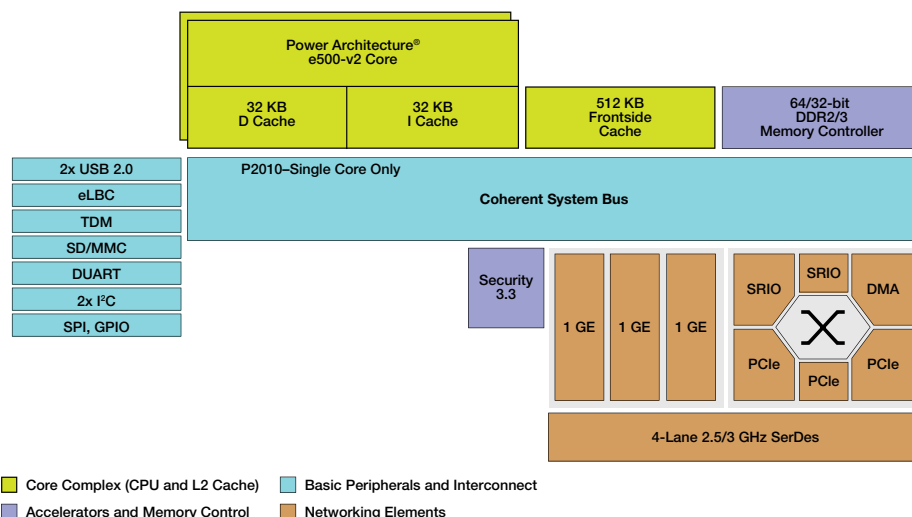 Power Architecture®
e500-v2 Core
32 KB
D Cache
32 KB
I Cache
512 KB
Frontside
Cache
64/32-bit
DDR2/3
Memory Controller
2x USB 2.0
eLBC
TDM
SD/MMC
DUART
2x I²C
SPI, GPIO
P2010–Single Core Only
Coherent System Bus
Security
3.3
1 GE
1 GE
1 GE
SRIO
SRIO
DMA
PCIe
PCIe
PCIe
4-Lane 2.5/3 GHz SerDes
Core Complex (CPU and L2 Cache)
Basic Peripherals and Interconnect
Accelerators and Memory Control
Networking Elements